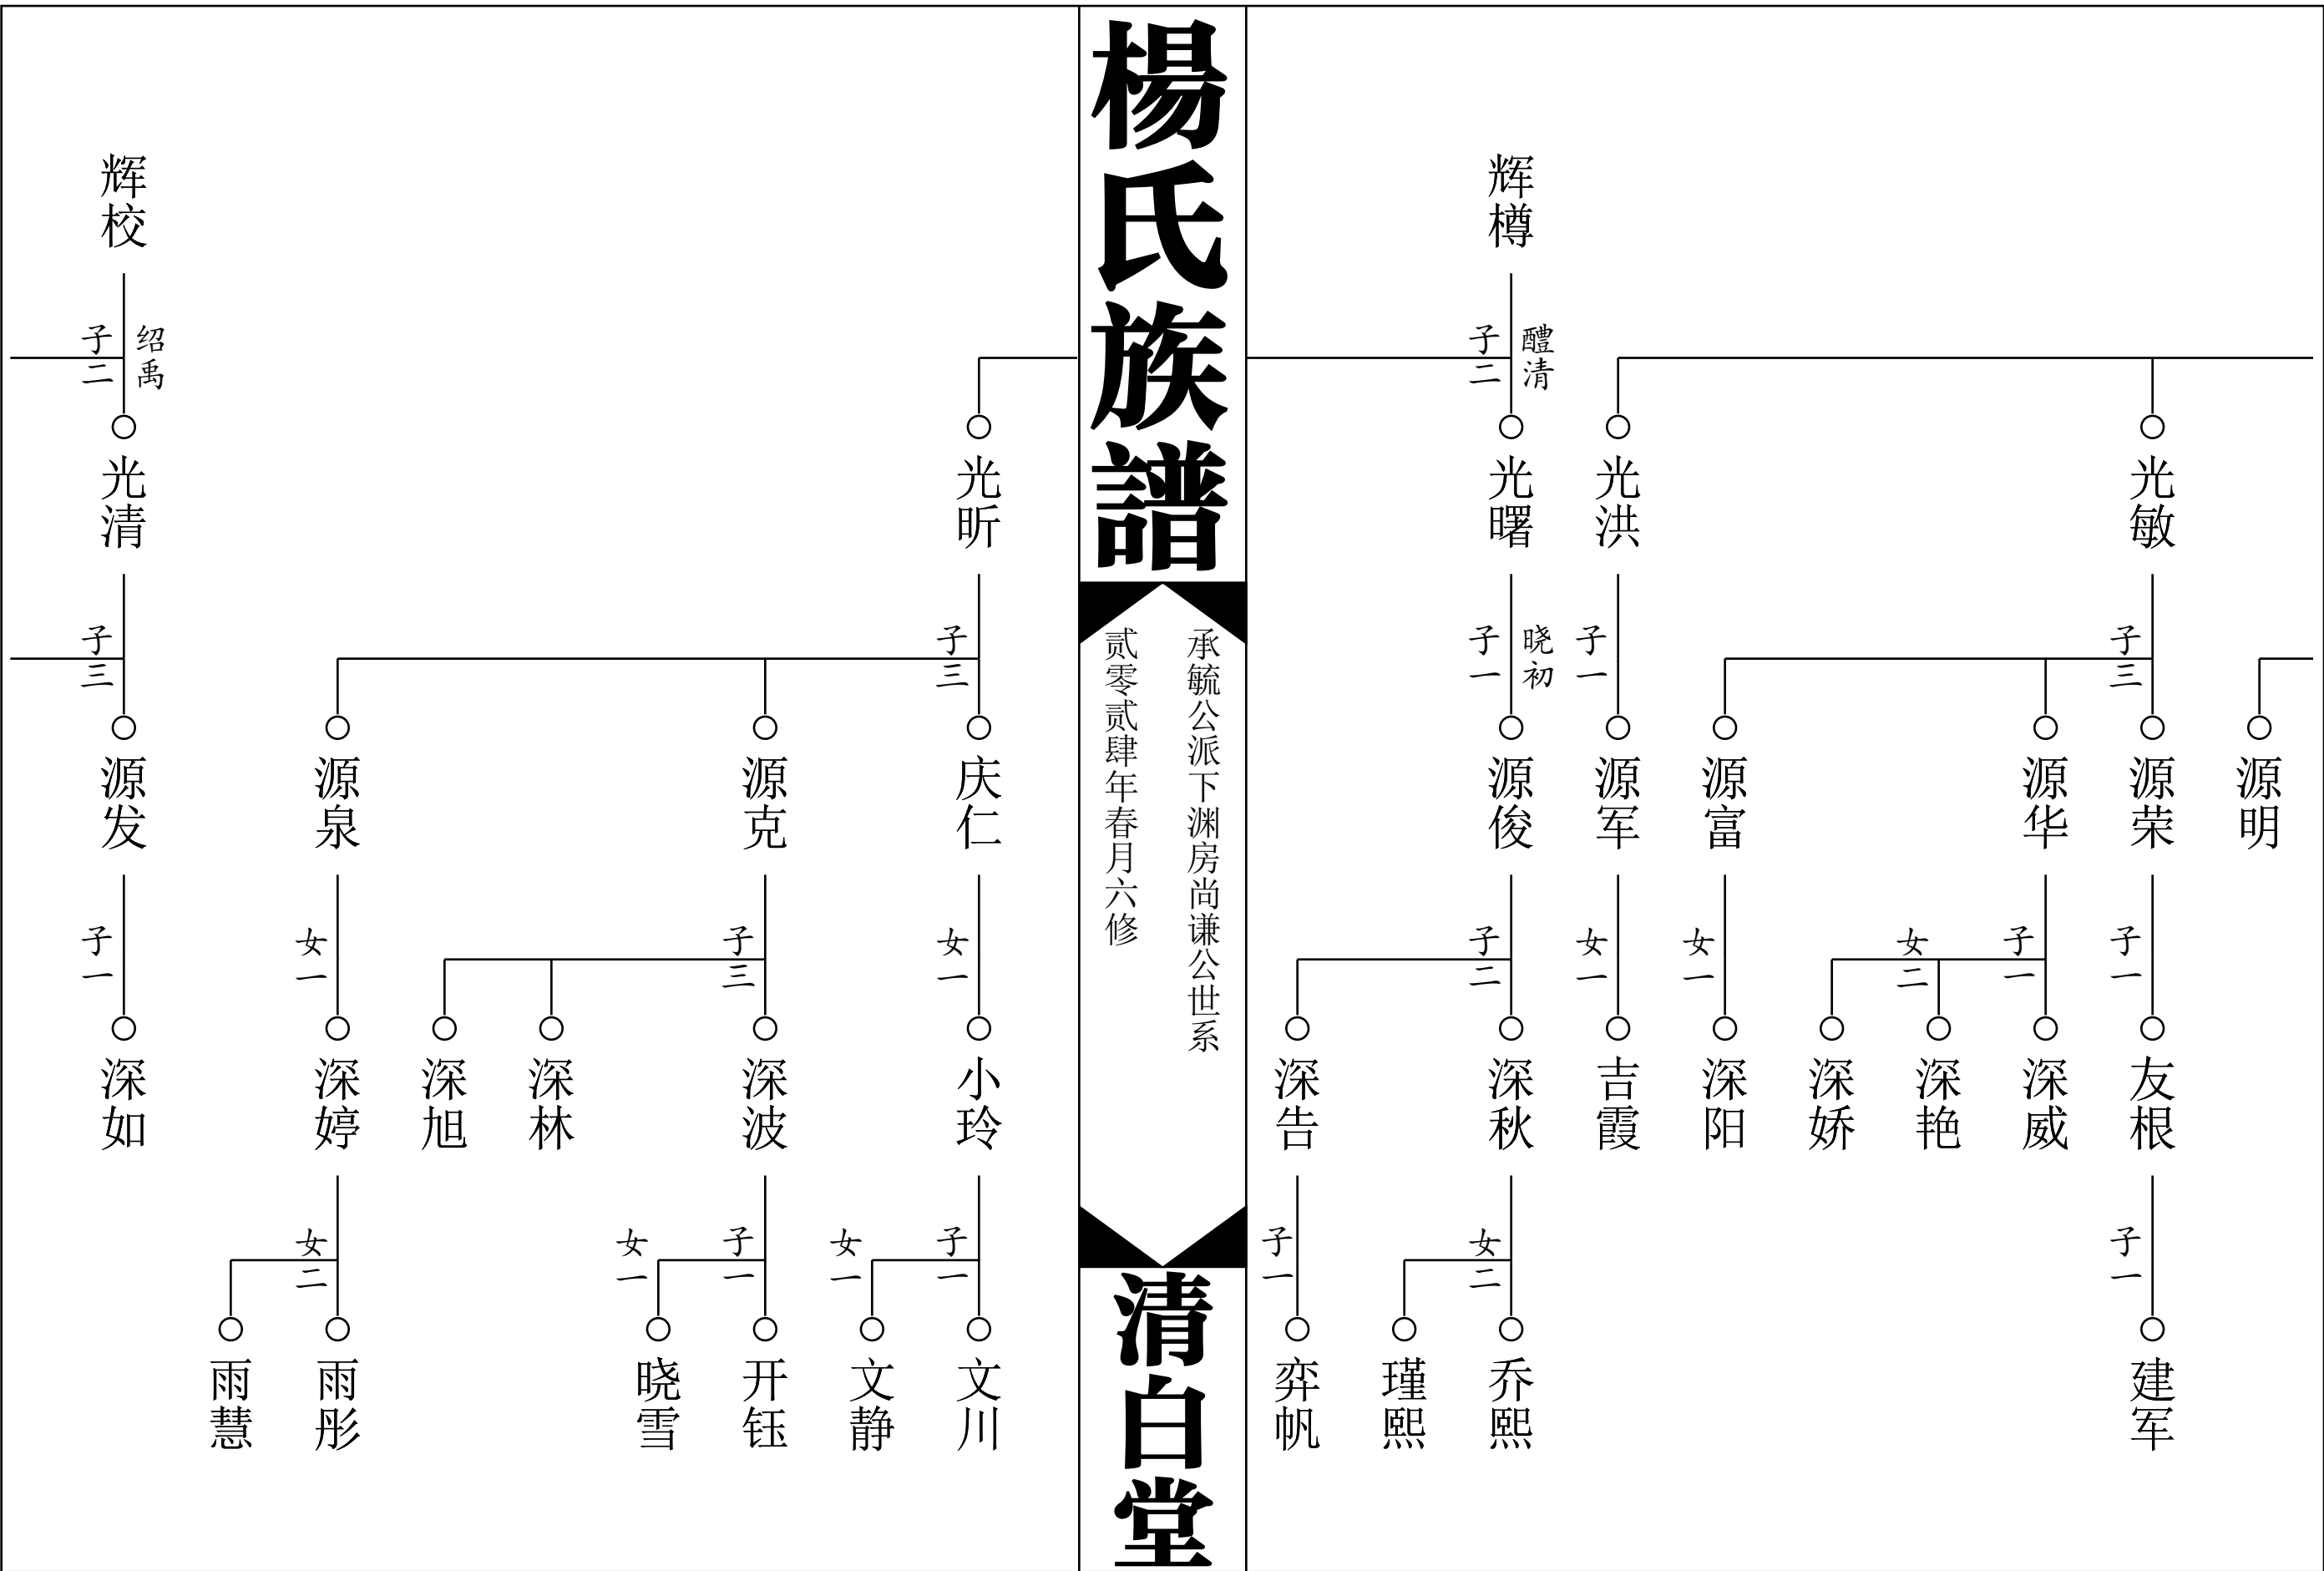 楊氏族譜
承毓公派下渊房尚谦公世系
贰零贰肆年春月六修
清白堂
辉樽
醴清
子二
光敏
光洪
光曙
子三
子一
晓初
子一
源明
源荣
源华
源富
源军
源俊
子一
子一
女二
女一
女一
子二
友根
深威
深艳
深娇
深阳
吉霞
深秋
深告
子一
女二
子一
建军
乔熙
瑾熙
弈帆
辉校
绍禹
子二
光昕
光清
子三
子三
庆仁
源克
源泉
源发
女一
子三
女一
子一
小玲
深波
深林
深旭
深婷
深如
子一
女一
子一
女一
女二
文川
文静
开钰
晓雪
雨彤
雨慧